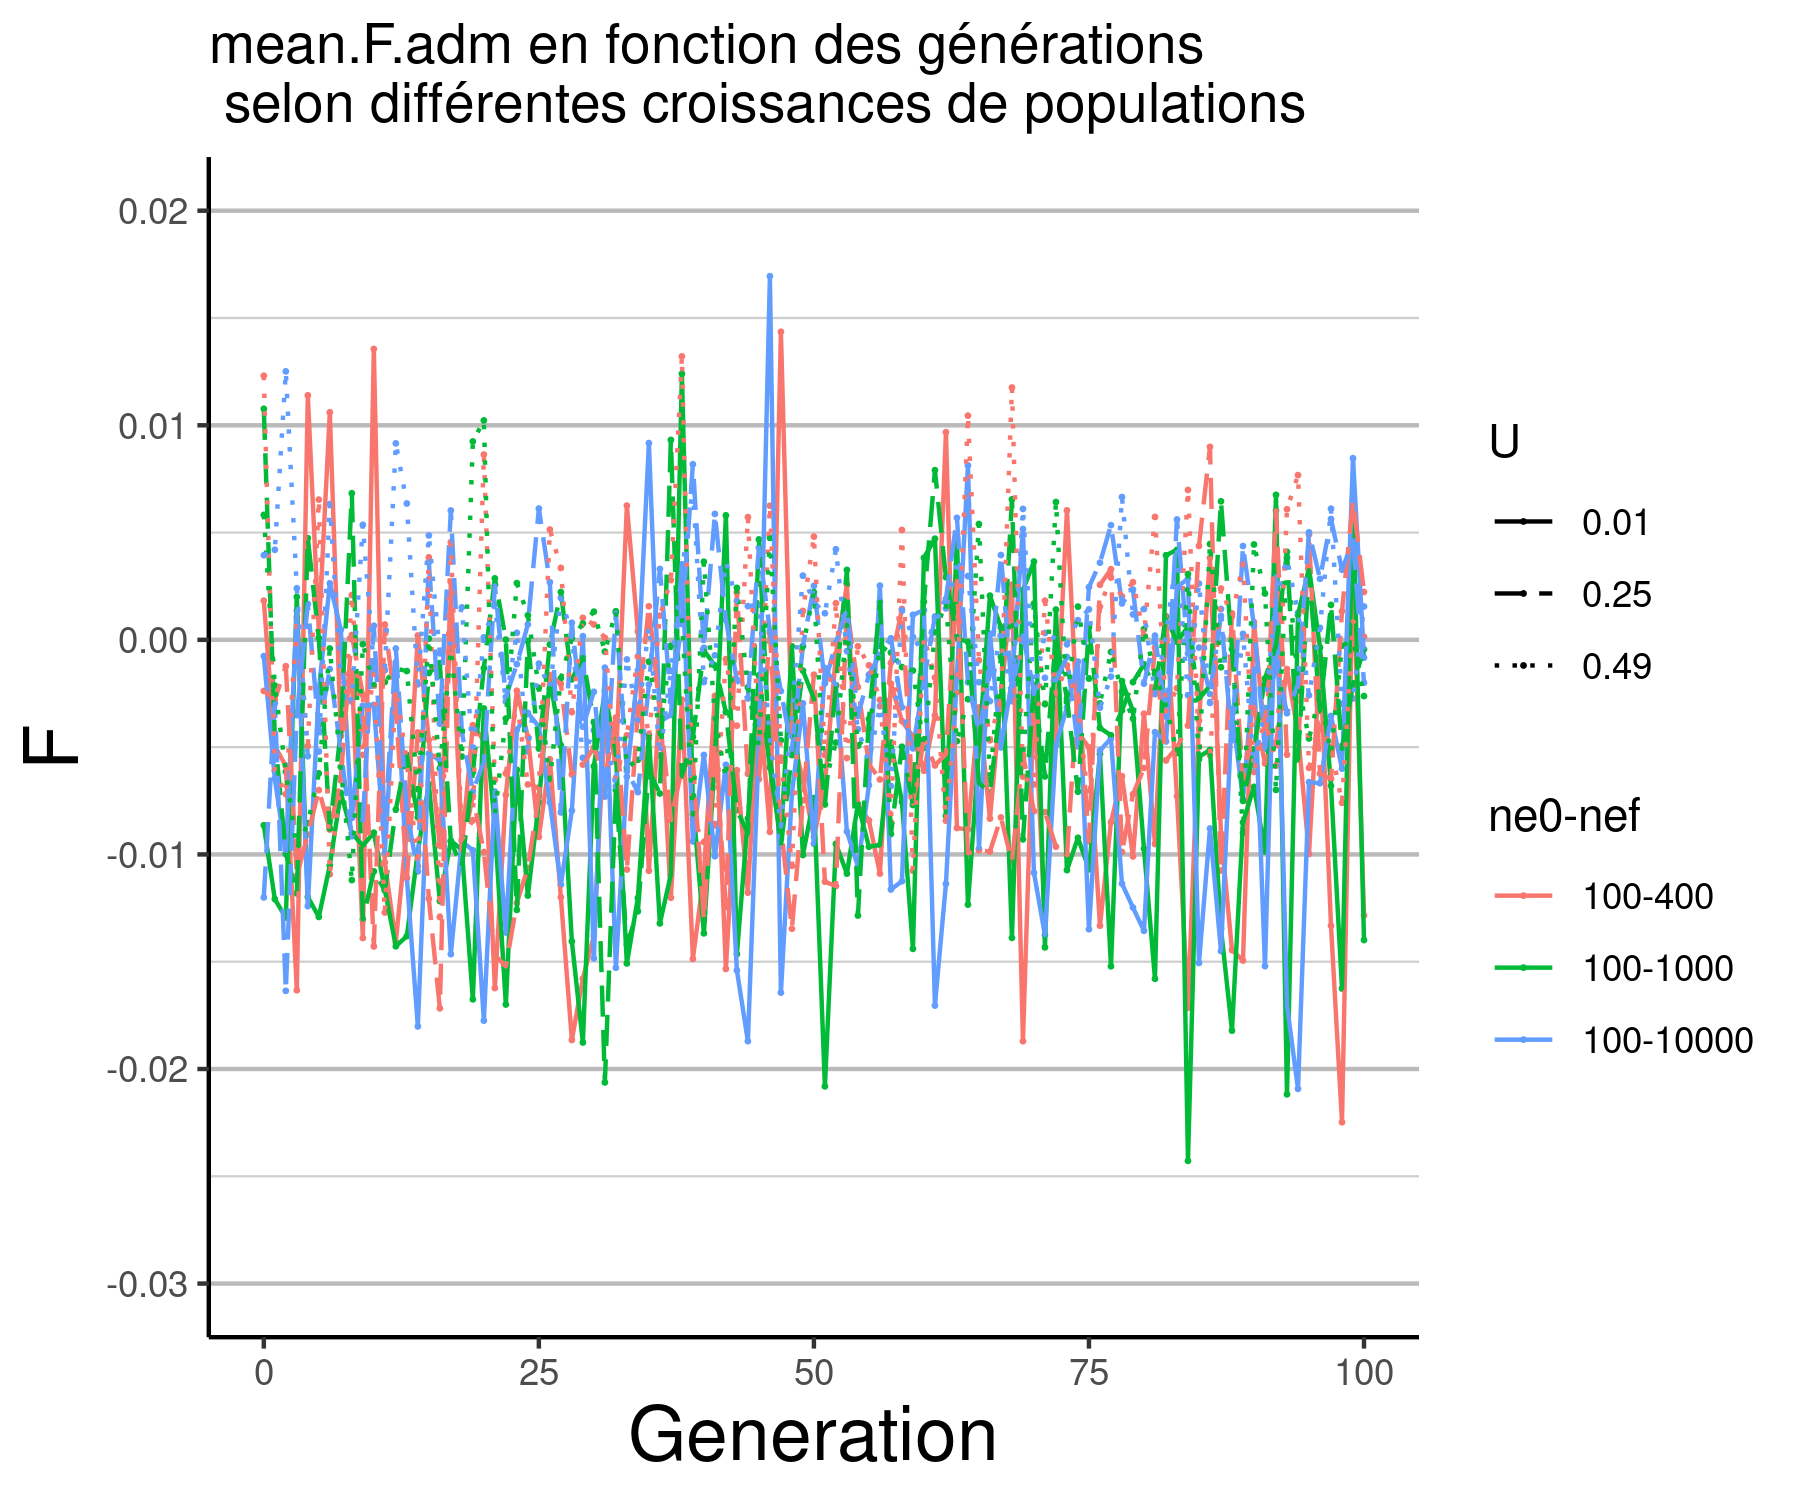 mean.F.adm en fonction des générations
selon différentes croissances de populations
F
0.02
0.01
0.00
-0.01
-0.02
-0.03
0
25
50
75
100
Generation
U
0.01
0.25
0.49
ne0-nef
100-400
100-1000
100-10000